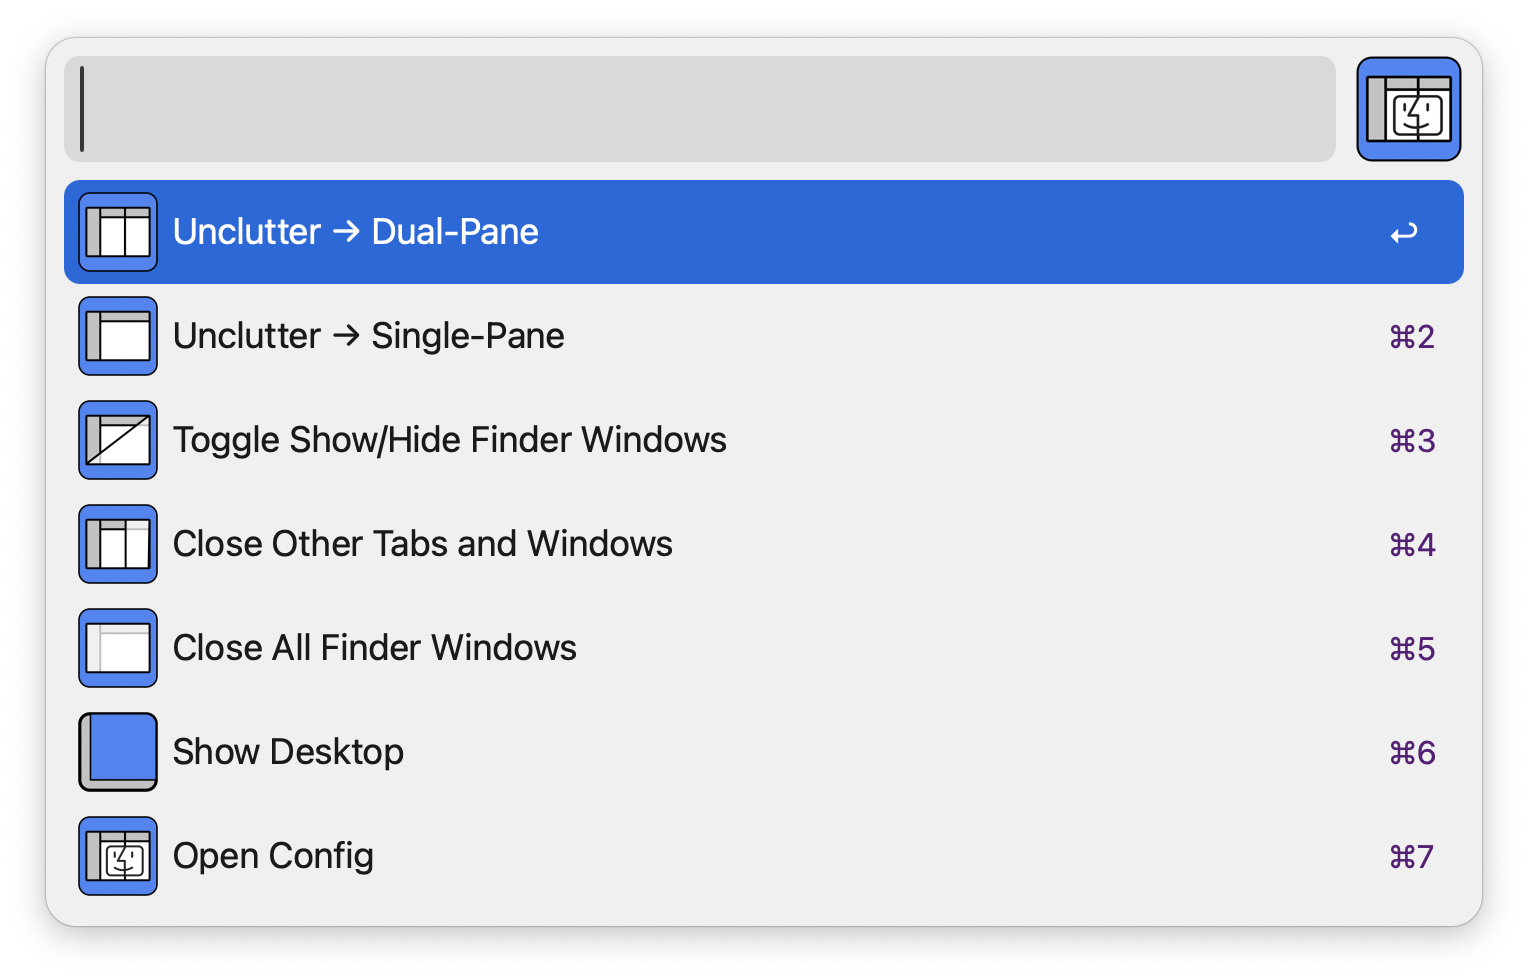 Unclutter → Dual-Pane ↩
Unclutter → Single-Pane ⌘2
Toggle Show/Hide Finder Windows ⌘3
Close Other Tabs and Windows ⌘4
Close All Finder Windows ⌘5
Show Desktop ⌘6
Open Config ⌘7